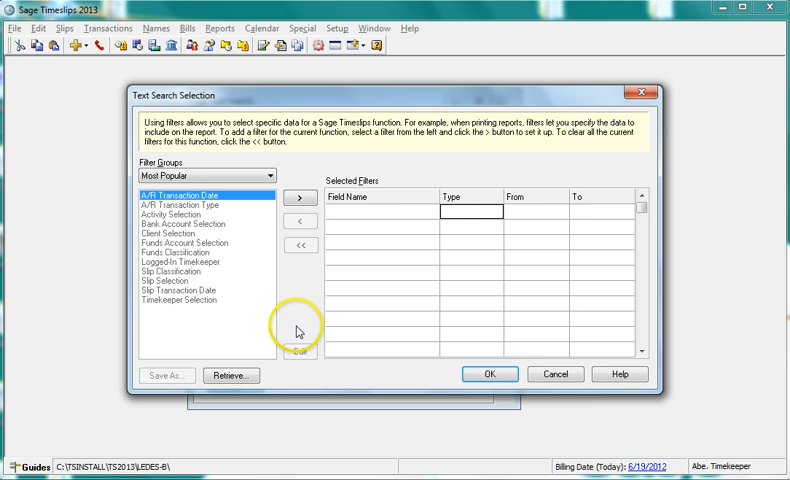 Sage Timeslips 2013
File Edit Slips Transactions Names Bills Reports Calendar Special Setup Window Help
Text Search Selection
Using filters allows you to select specific data for a Sage Timeslips function. For example, when printing reports, filters let you specify the data to
include on the report. To add a filter for the current function, select a filter from the left and click the > button to set it up. To clear all the current
filters for this function, click the << button.
Filter Groups
Most Popular
Selected Filters
Field Name Type From To
A/R Transaction Date
A/R Transaction Type
Activity Selection
Bank Account Selection
Client Selection
Funds Account Selection
Funds Classification
Logged-In Timekeeper
Slip Classification
Slip Selection
Slip Transaction Date
Timekeeper Selection
>
<
<<
Edit
Save As... Retrieve... OK Cancel Help
Guides C:\TSINSTALL\TS2013\LEDES-B\ Billing Date (Today): 6/19/2012 Abe. Timekeeper